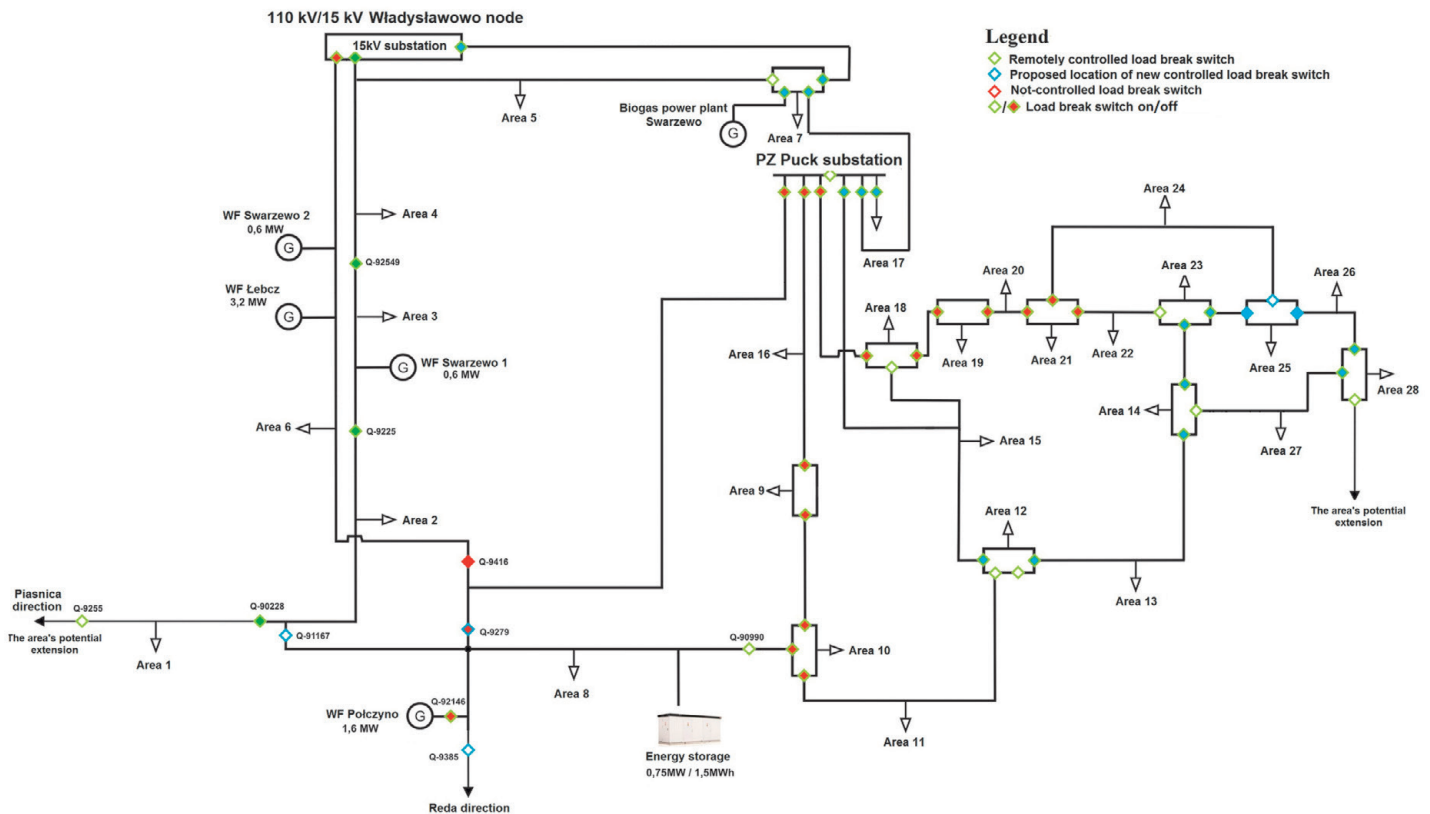 110 kV/15 kV Władysławowo node
15kV substation
Legend
Remotely controlled load break switch
Proposed location of new controlled load break switch
Not-controlled load break switch
/ Load break switch on/off
Area 5
Biogas power plant
Swarzewo
G
Area 7
PZ Puck substation
Area 24
WF Swarzewo 2
0,6 MW
G
Area 4
Q-92549
Area 17
Area 20
Area 23
Area 26
WF Łebcz
3,2 MW
G
Area 3
Area 18
Area 16
Area 19
Area 21
Area 22
Area 25
G
WF Swarzewo 1
0,6 MW
Area 28
Area 14
Area 6
Q-9225
Area 15
Area 27
Area 9
Area 12
The area's potential
extension
Area 2
Q-9416
Area 13
Piasnica
direction
Q-9255
Q-90228
The area's potential
extension
Q-91167
Q-9279
Area 1
Q-90990
Area 10
Area 8
WF Połczyno
1,6 MW
G
Q-92146
Q-9385
Area 11
Energy storage
0,75MW / 1,5MWh
Reda direction